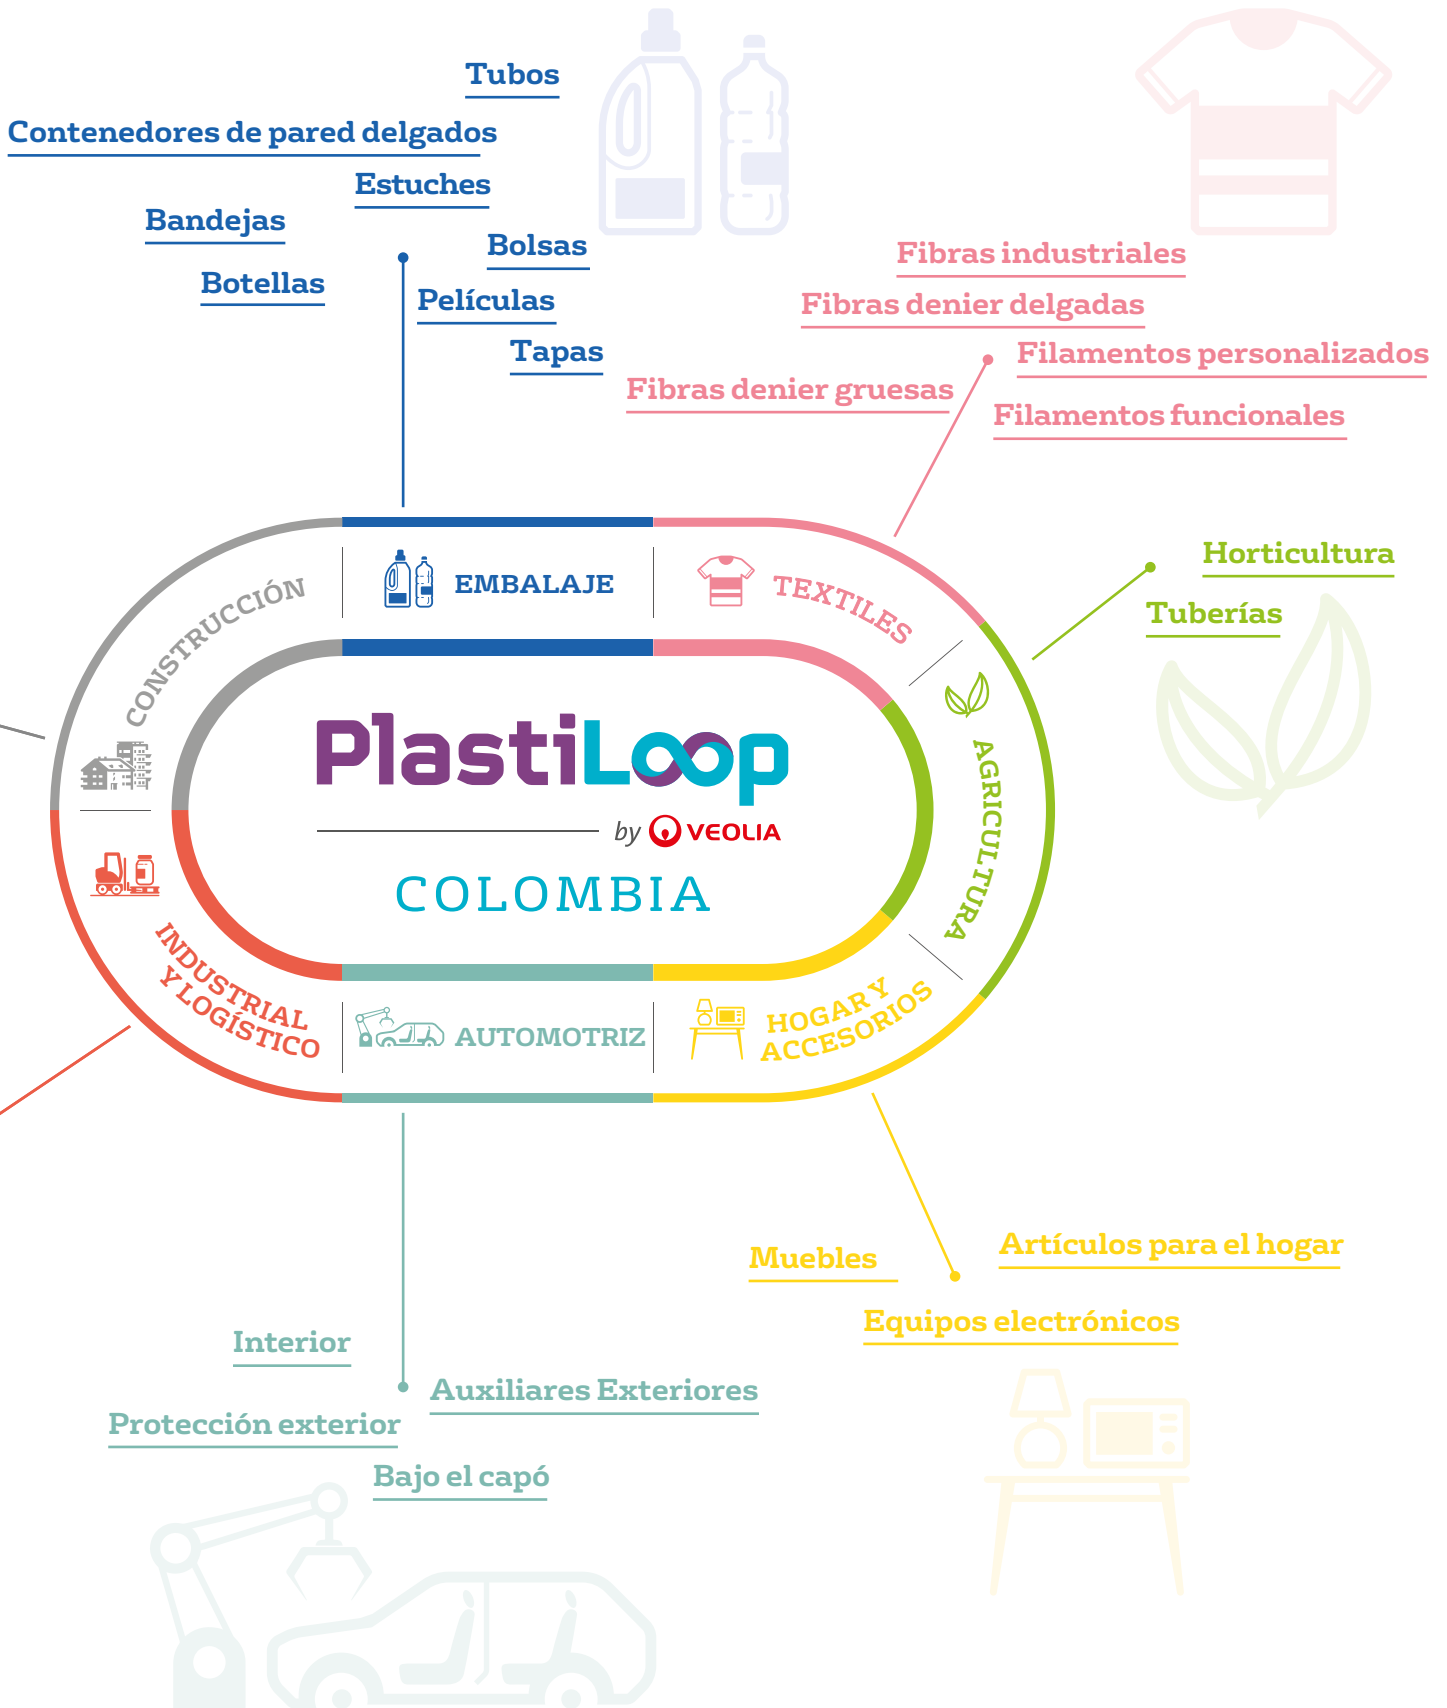 Tubos
Contenedores de pared delgados
Estuches
Bandejas
Bolsas
Botellas
Películas
Tapas
Fibras industriales
Fibras denier delgadas
Filamentos personalizados
Fibras denier gruesas
Filamentos funcionales
Horticultura
Tuberías
CONSTRUCCIÓN
EMBALAJE
TEXTILES
AGRICULTURA
PlastiLoop
by VEOLIA
COLOMBIA
INDUSTRIAL
Y LOGÍSTICO
AUTOMOTRIZ
HOGAR Y
ACCESORIOS
Muebles
Artículos para el hogar
Equipos electrónicos
Interior
Auxiliares Exteriores
Protección exterior
Bajo el capó